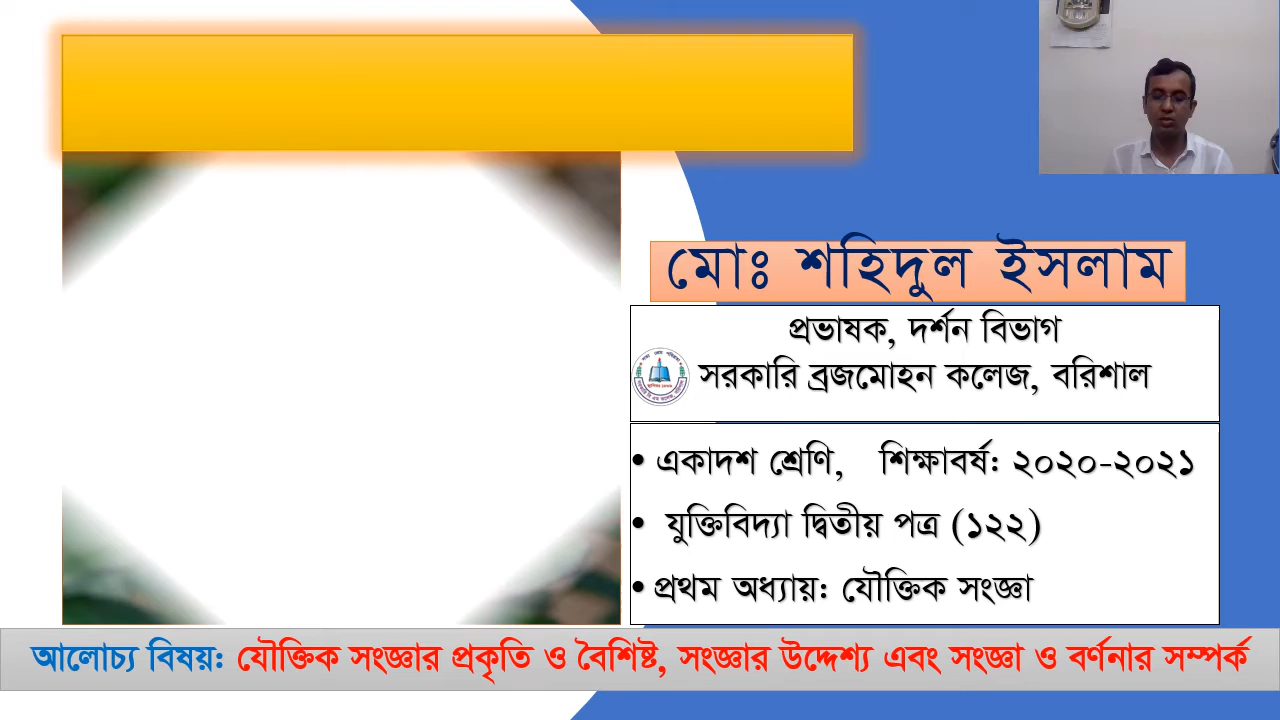 মোঃ শহিদুল ইসলাম
প্রভাষক, দর্শন বিভাগ
সরকারি ব্রজমোহন কলেজ, বরিশাল
• একাদশ শ্রেণি, শিক্ষাবর্ষ: ২০২০-২০২১
• যুক্তিবিদ্যা দ্বিতীয় পত্র (১২২)
• প্রথম অধ্যায়: যৌক্তিক সংজ্ঞা
আলোচ্য বিষয়: যৌক্তিক সংজ্ঞার প্রকৃতি ও বৈশিষ্ট, সংজ্ঞার উদ্দেশ্য এবং সংজ্ঞা ও বর্ণনার সম্পর্ক